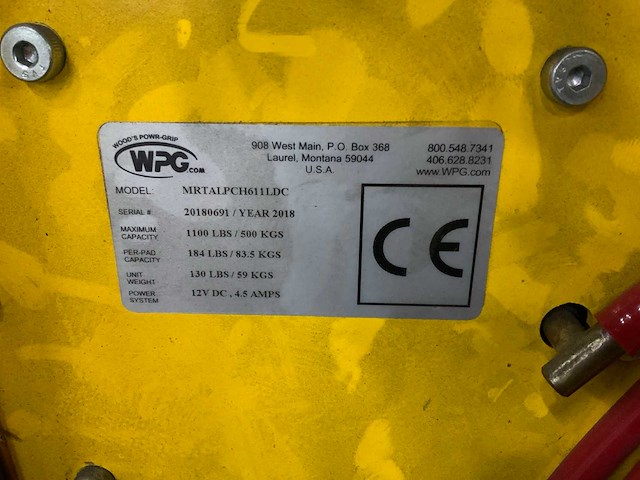 WOOD'S POWR-GRIP
WPG.COM
908 West Main, P.O. Box 368
Laurel, Montana 59044
U.S.A.
800.548.7341
406.628.8231
www.WPG.com
MODEL: MRTALPCH611LDC
SERIAL # 20180691 / YEAR 2018
MAXIMUM CAPACITY 1100 LBS / 500 KGS
PER-PAD CAPACITY 184 LBS / 83.5 KGS
UNIT WEIGHT 130 LBS / 59 KGS
POWER SYSTEM 12V DC , 4.5 AMPS
CE